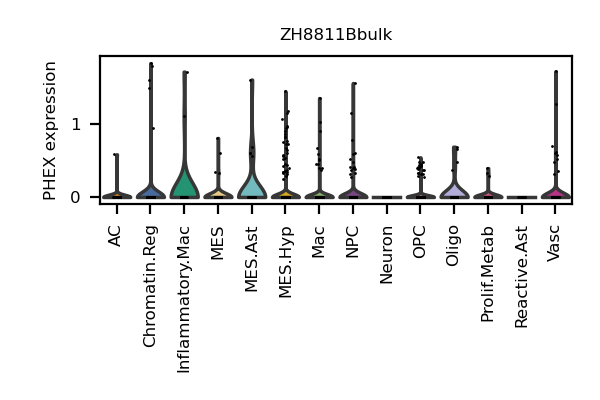 ZH8811Bbulk
PHEX expression
1
0
AC
Chromatin.Reg
Inflammatory.Mac
MES
MES.Ast
MES.Hyp
Mac
NPC
Neuron
OPC
Oligo
Prolif.Metab
Reactive.Ast
Vasc